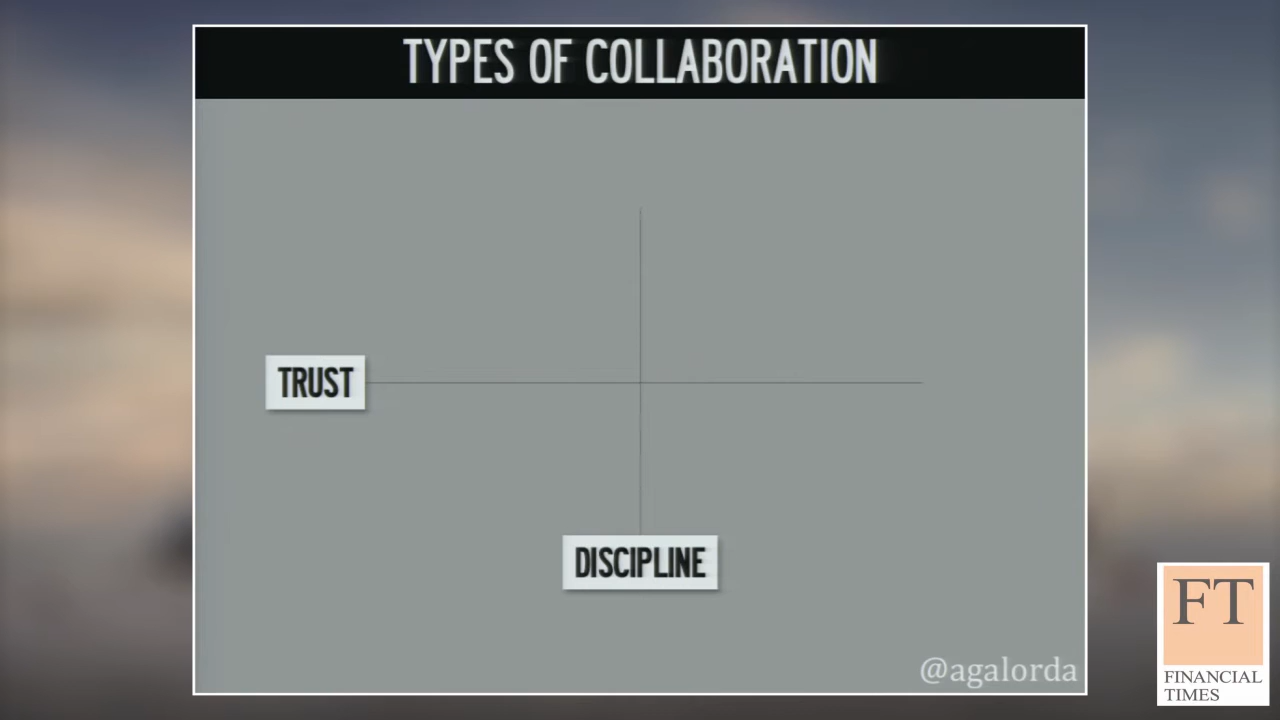 TYPES OF COLLABORATION
TRUST
DISCIPLINE
@agalorda
FT
FINANCIAL
TIMES